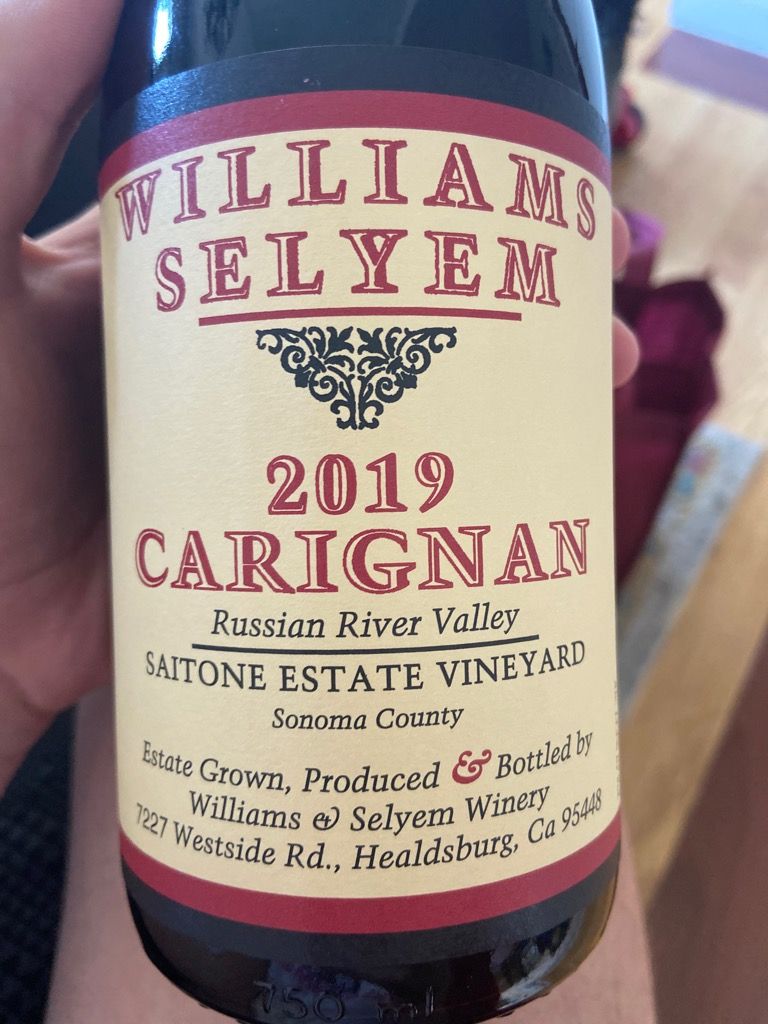 WILLIAMS
SELYEM
2019
CARIGNAN
Russian River Valley
SAITONE ESTATE VINEYARD
Sonoma County
Estate Grown, Produced & Bottled by
Williams & Selyem Winery
7227 Westside Rd., Healdsburg, Ca 95448
750 ml